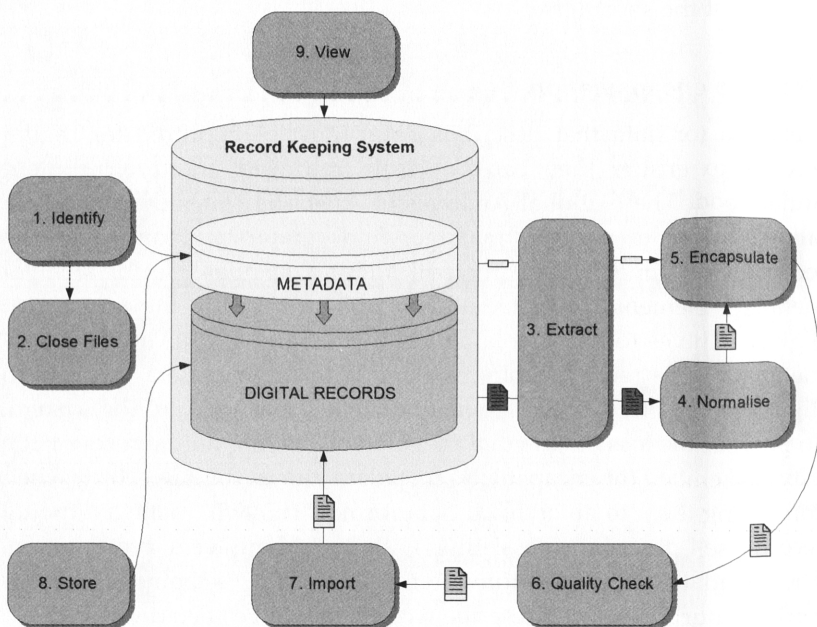 9. View
Record Keeping System
1. Identify
METADATA
5. Encapsulate
2. Close Files
3. Extract
DIGITAL RECORDS
4. Normalise
8. Store
7. Import
6. Quality Check